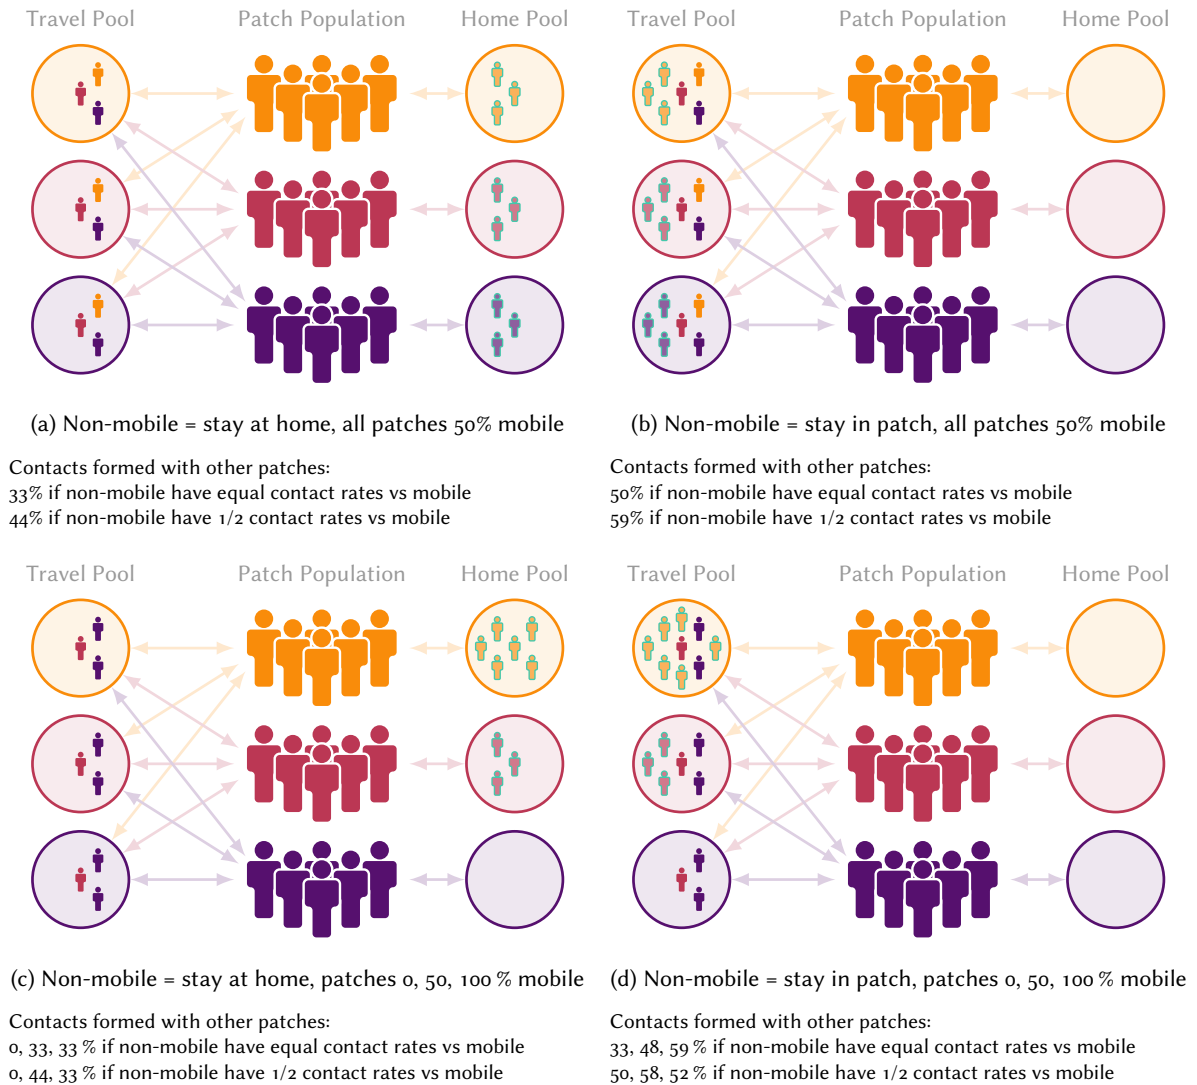 Travel Pool Patch Population Home Pool Travel Pool Patch Population Home Pool
(a) Non-mobile = stay at home, all patches 50% mobile
Contacts formed with other patches:
33% if non-mobile have equal contact rates vs mobile
44% if non-mobile have 1/2 contact rates vs mobile
(b) Non-mobile = stay in patch, all patches 50% mobile
Contacts formed with other patches:
50% if non-mobile have equal contact rates vs mobile
59% if non-mobile have 1/2 contact rates vs mobile
Travel Pool Patch Population Home Pool Travel Pool Patch Population Home Pool
(c) Non-mobile = stay at home, patches 0, 50, 100 % mobile
Contacts formed with other patches:
0, 33, 33 % if non-mobile have equal contact rates vs mobile
0, 44, 33 % if non-mobile have 1/2 contact rates vs mobile
(d) Non-mobile = stay in patch, patches 0, 50, 100 % mobile
Contacts formed with other patches:
33, 48, 59 % if non-mobile have equal contact rates vs mobile
50, 58, 52 % if non-mobile have 1/2 contact rates vs mobile